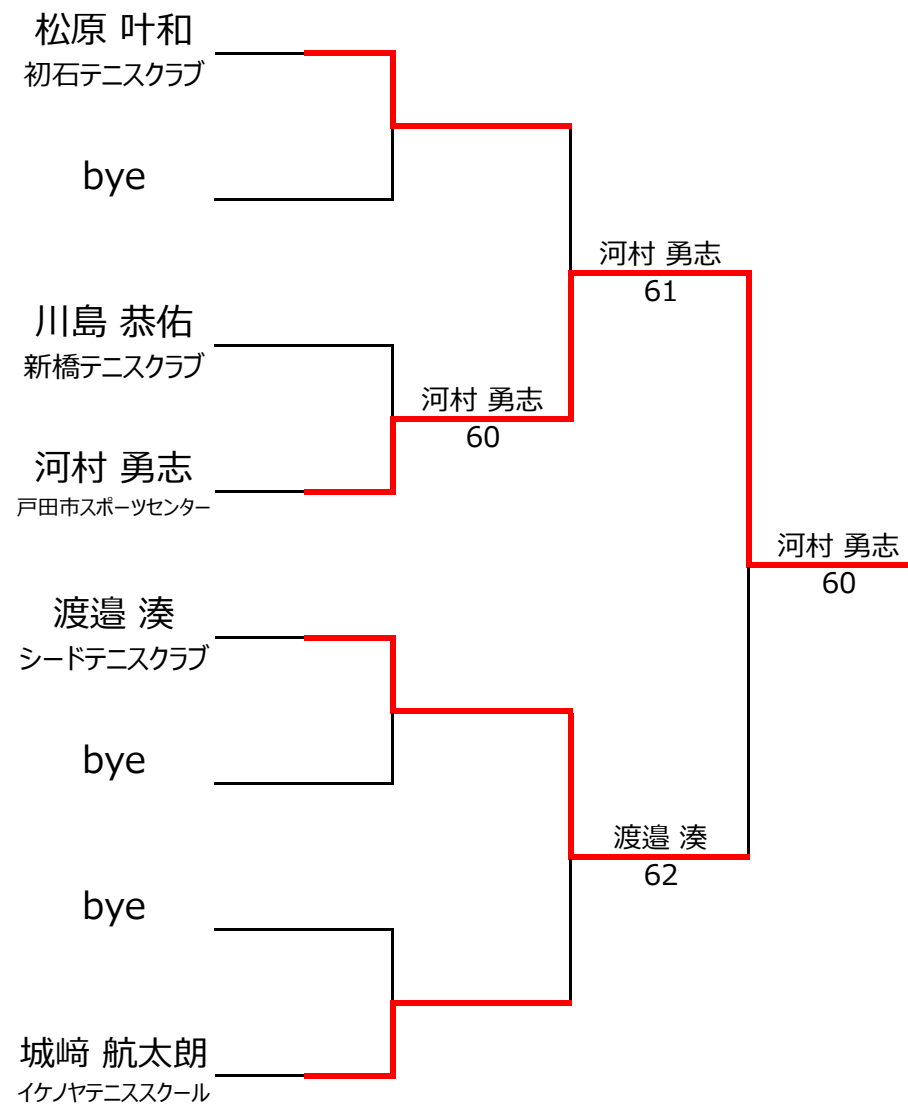 松原 叶和
初石テニスクラブ
bye
河村 勇志
61
川島 恭佑
新橋テニスクラブ
河村 勇志
60
河村 勇志
戸田市スポーツセンター
河村 勇志
60
渡邉 湊
シードテニスクラブ
bye
渡邉 湊
62
bye
城﨑 航太朗
イケノヤテニススクール